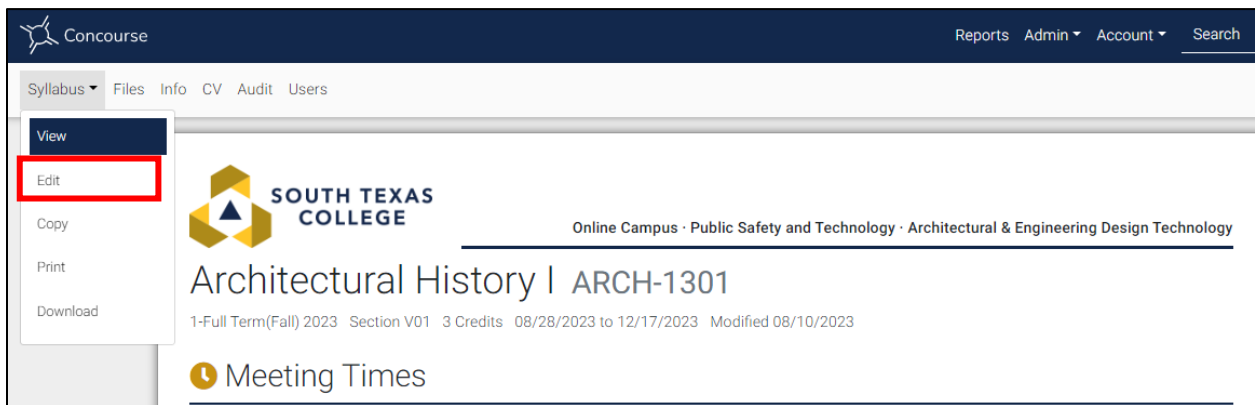 Concourse
Reports Admin Account Search
Syllabus Files Info CV Audit Users
View
Edit
Copy
Print
Download
SOUTH TEXAS
COLLEGE
Online Campus · Public Safety and Technology · Architectural & Engineering Design Technology
Architectural History I ARCH-1301
1-Full Term(Fall) 2023 Section V01 3 Credits 08/28/2023 to 12/17/2023 Modified 08/10/2023
Meeting Times